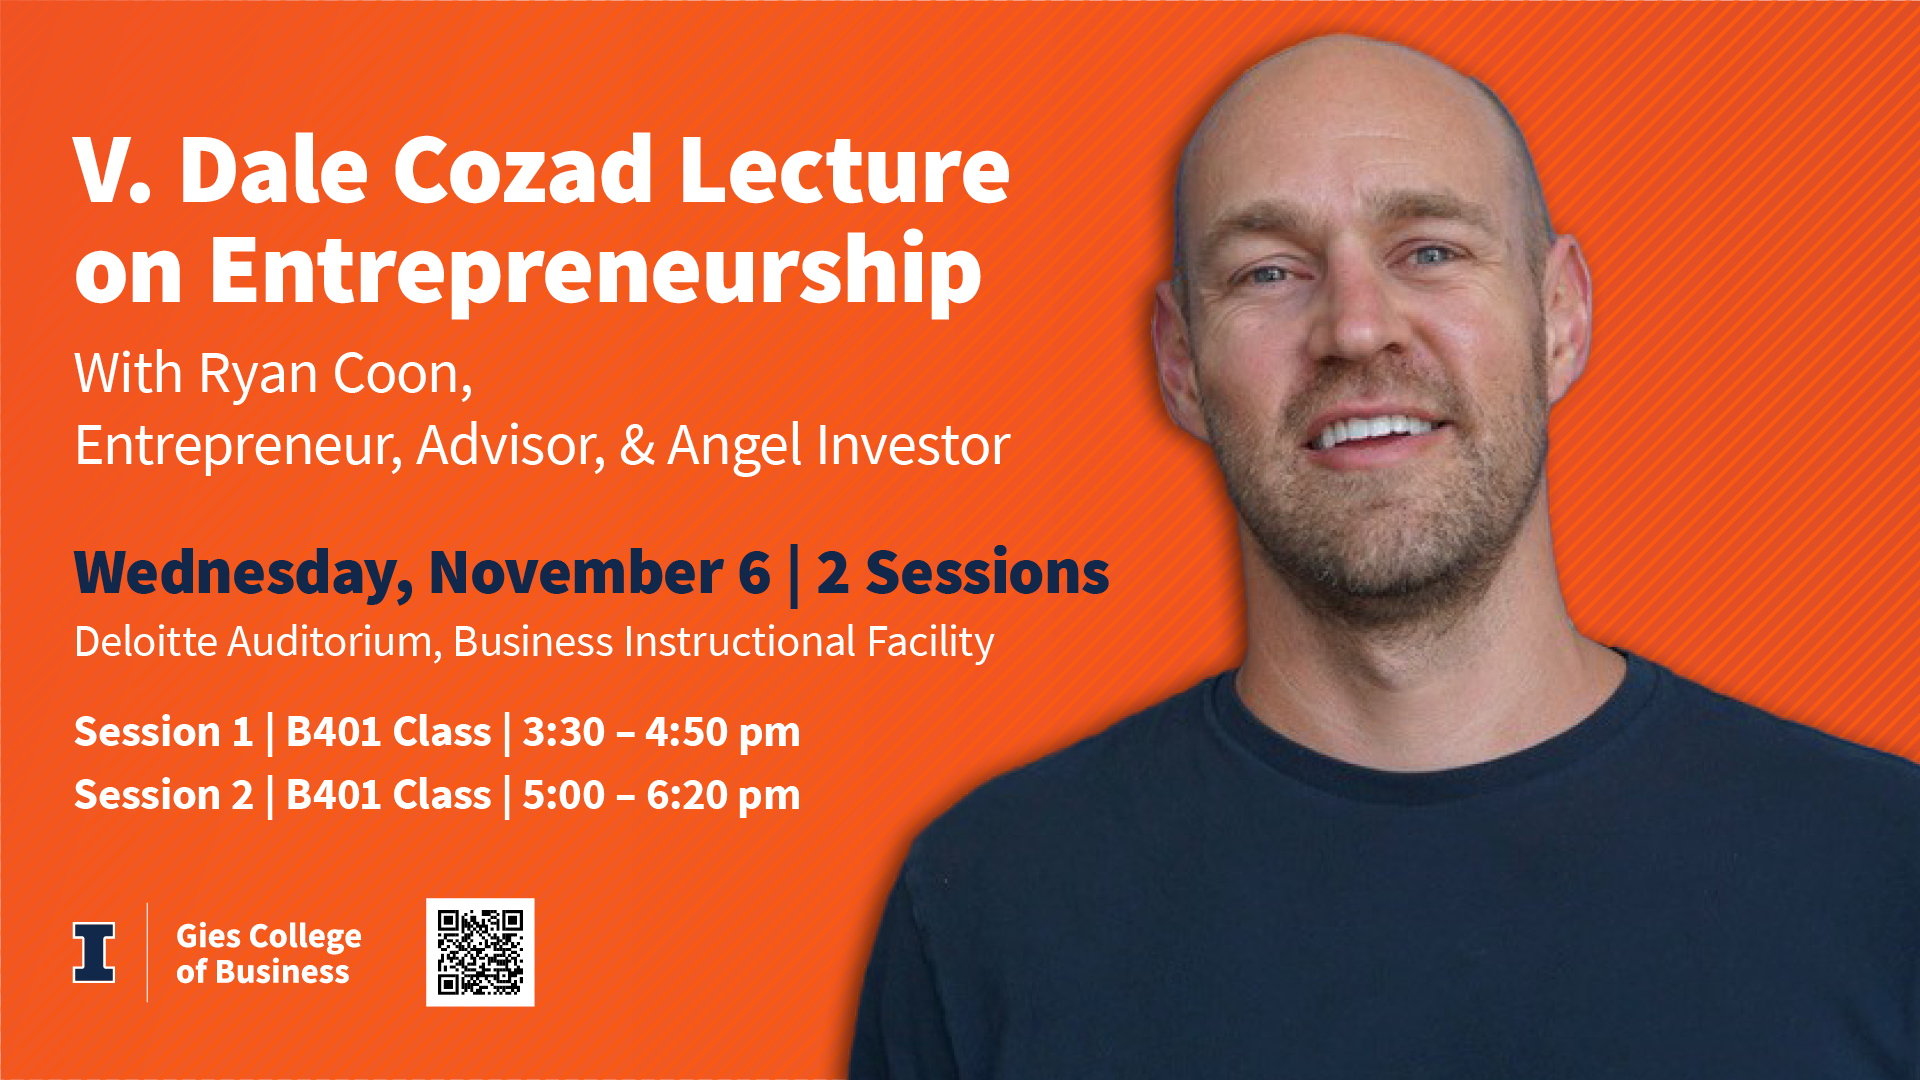 V. Dale Cozad Lecture
on Entrepreneurship
With Ryan Coon,
Entrepreneur, Advisor, & Angel Investor
Wednesday, November 6 | 2 Sessions
Deloitte Auditorium, Business Instructional Facility
Session 1 | B401 Class | 3:30 – 4:50 pm
Session 2 | B401 Class | 5:00 – 6:20 pm
I
Gies College
of Business